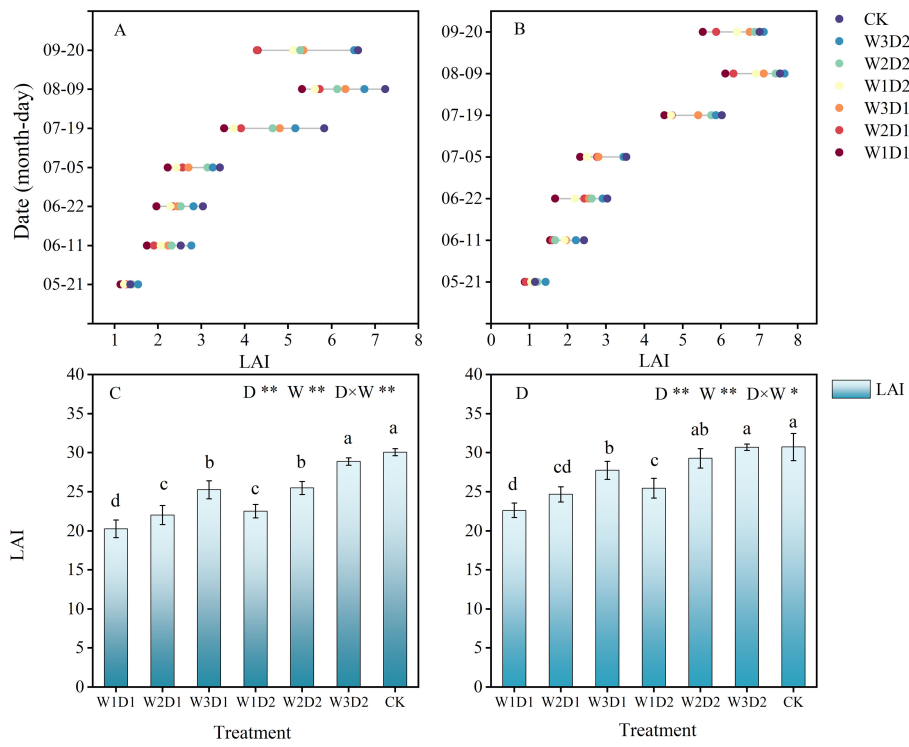 A
B
CK
W3D2
W2D2
W1D2
W3D1
W2D1
W1D1
Date (month-day)
09-20
08-09
07-19
07-05
06-22
06-11
05-21
1 2 3 4 5 6 7 8
LAI
09-20
08-09
07-19
07-05
06-22
06-11
05-21
0 1 2 3 4 5 6 7 8
LAI
C
D ** W ** D×W **
LAI
40
35
30
25
20
15
10
5
0
d c b c b a a
W1D1 W2D1 W3D1 W1D2 W2D2 W3D2 CK
Treatment
D
D ** W ** D×W *
40
35
30
25
20
15
10
5
0
d cd b c ab a a
W1D1 W2D1 W3D1 W1D2 W2D2 W3D2 CK
Treatment
LAI